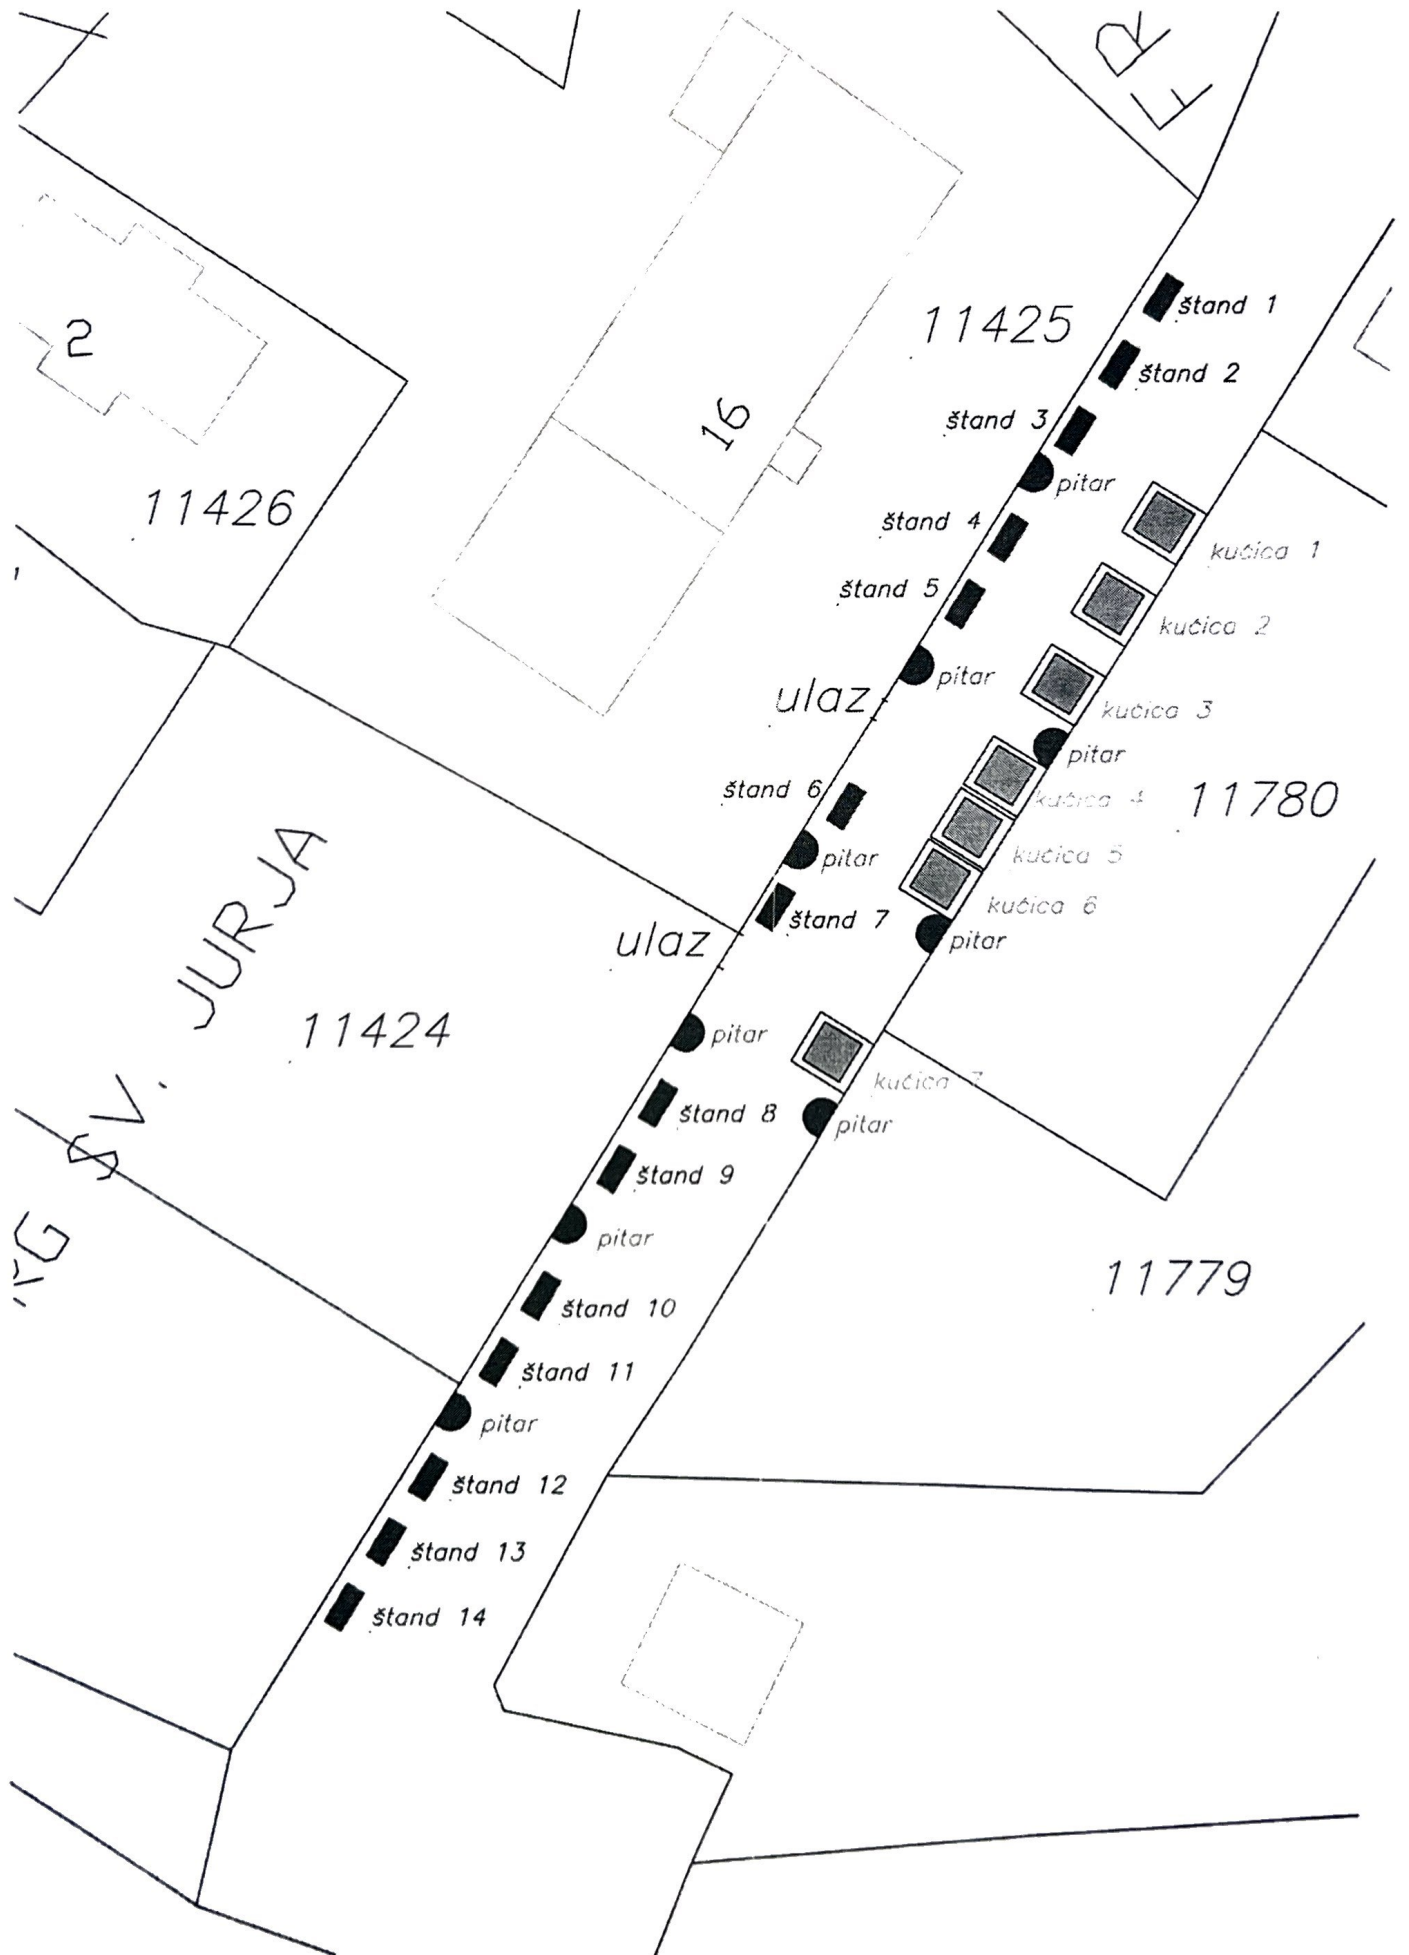 FR
štand 1
11425
štand 2
2
štand 3
16
pitar
11426
štand 4
kućica 1
štand 5
kućica 2
pitar
ulaz
kućica 3
pitar
štand 6
kućica 4
11780
pitar
kućica 5
štand 7
kućica 6
ulaz
pitar
11424
pitar
kućica 7
štand 8
pitar
štand 9
RG SV. JURJA
pitar
11779
štand 10
štand 11
pitar
štand 12
štand 13
štand 14